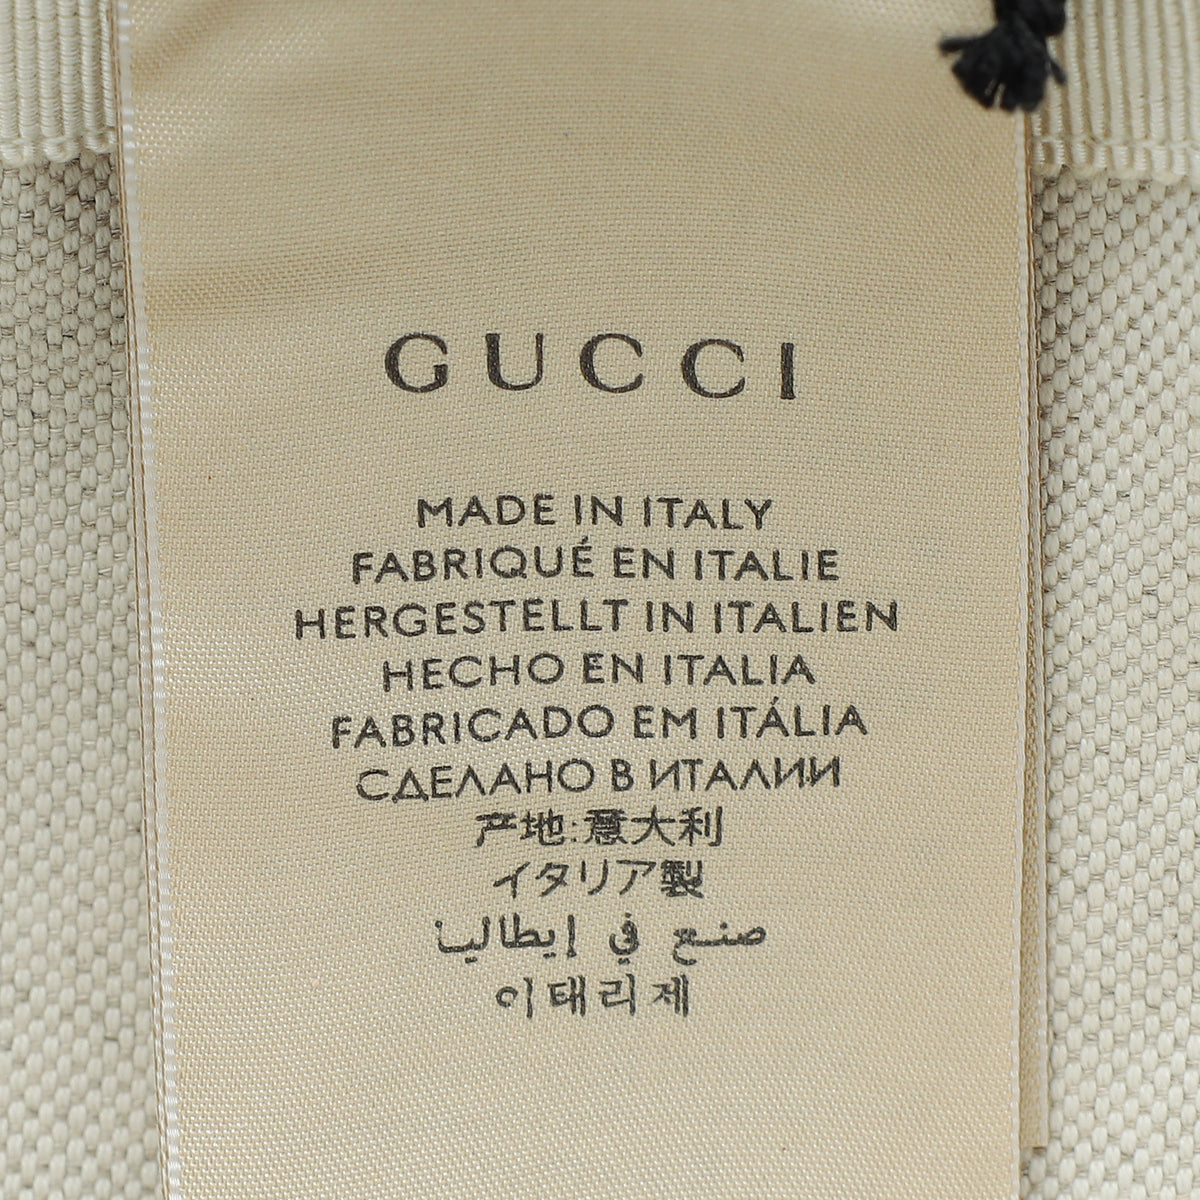 GUCCI
MADE IN ITALY
FABRIQUÉ EN ITALIE
HERGESTELLT IN ITALIEN
HECHO EN ITALIA
FABRICADO EM ITÁLIA
СДЕЛАНО В ИТАЛИИ
产地:意大利
イタリア製
صنع في إيطاليا
이태리제